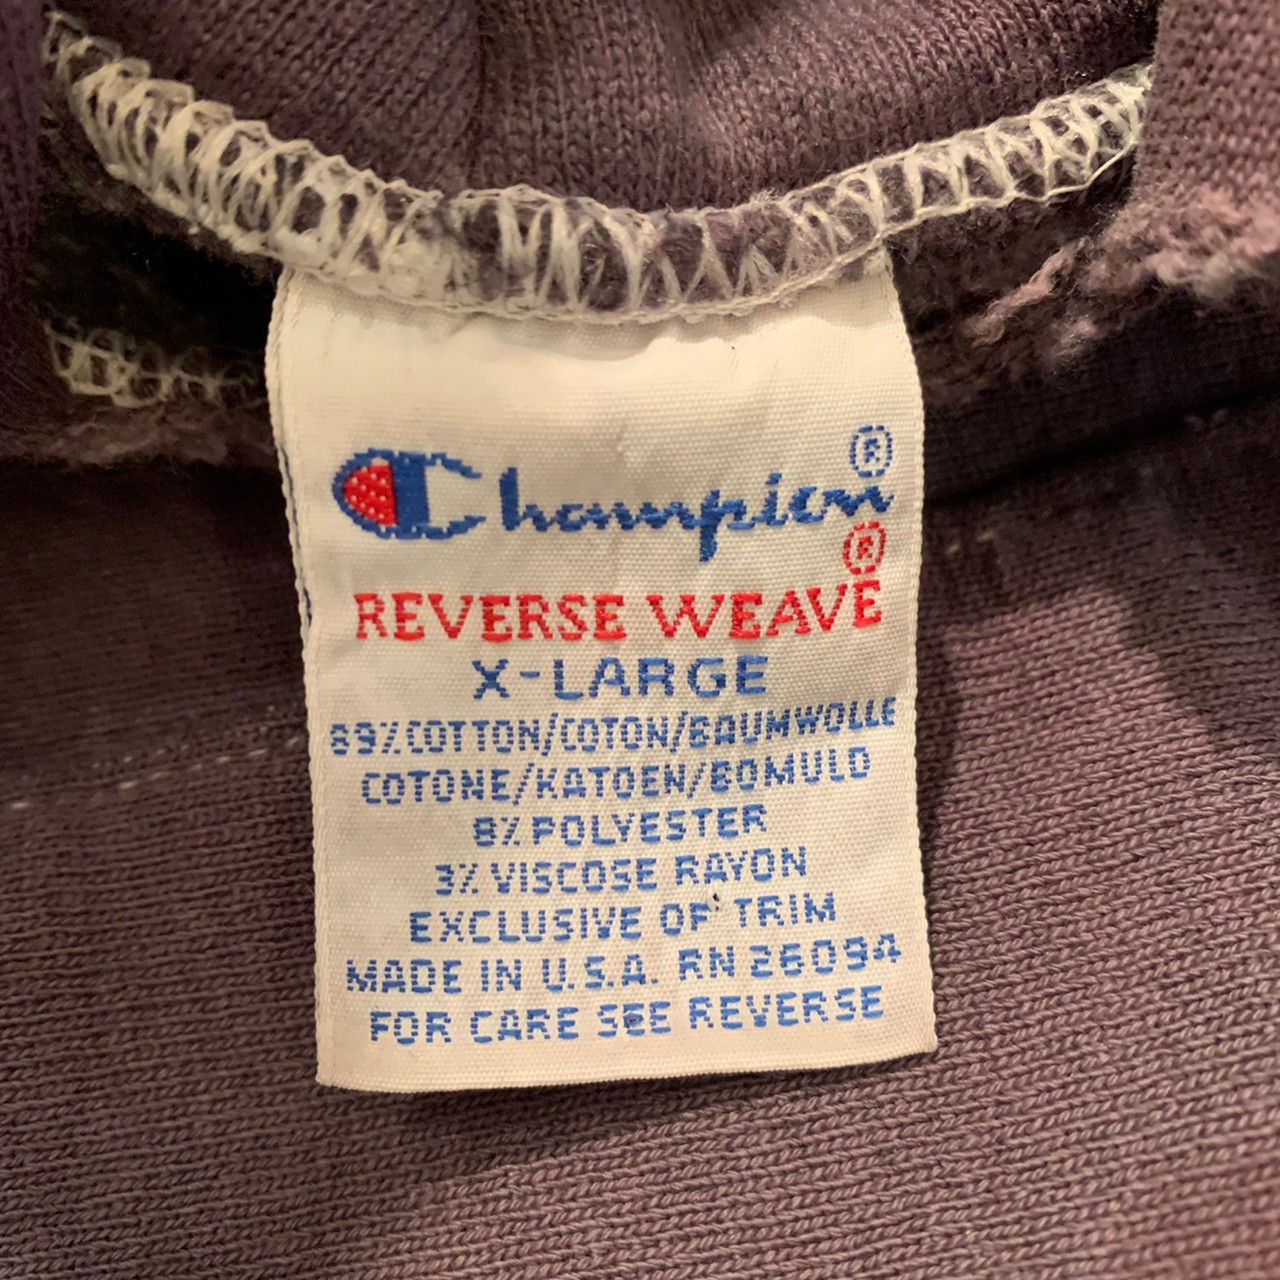 Champion®
REVERSE WEAVE®
X-LARGE
89% COTTON/COTON/BAUMWOLLE
COTONE/KATOEN/BOMULD
8% POLYESTER
3% VISCOSE RAYON
EXCLUSIVE OF TRIM
MADE IN U.S.A. RN 26094
FOR CARE SEE REVERSE